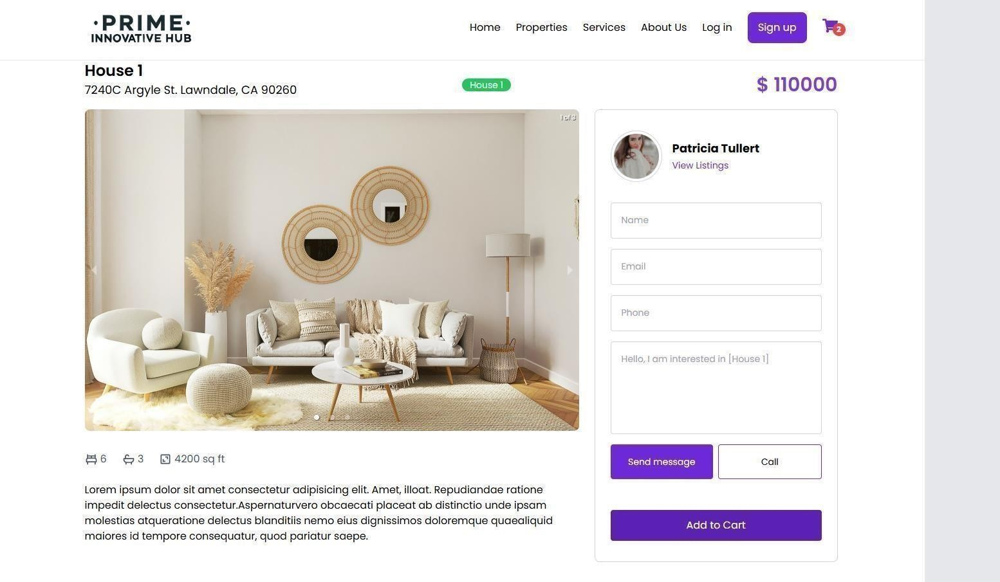 ·PRIME·
INNOVATIVE HUB
Home Properties Services About Us Log in Sign up 2
House 1
7240C Argyle St. Lawndale, CA 90260
House 1
$ 110000
1 of 3
Patricia Tullert
View Listings
Name
Email
Phone
Hello, I am interested in [House 1]
Send message Call
Add to Cart
6 3 4200 sq ft
Lorem ipsum dolor sit amet consectetur adipisicing elit. Amet, illoat. Repudiandae ratione
impedit delectus consectetur.Aspernaturvero obcaecati placeat ab distinctio unde ipsam
molestias atqueratione delectus blanditiis nemo eius dignissimos doloremque quaedliquid
maiores id tempore consequatur, quod pariatur saepe.